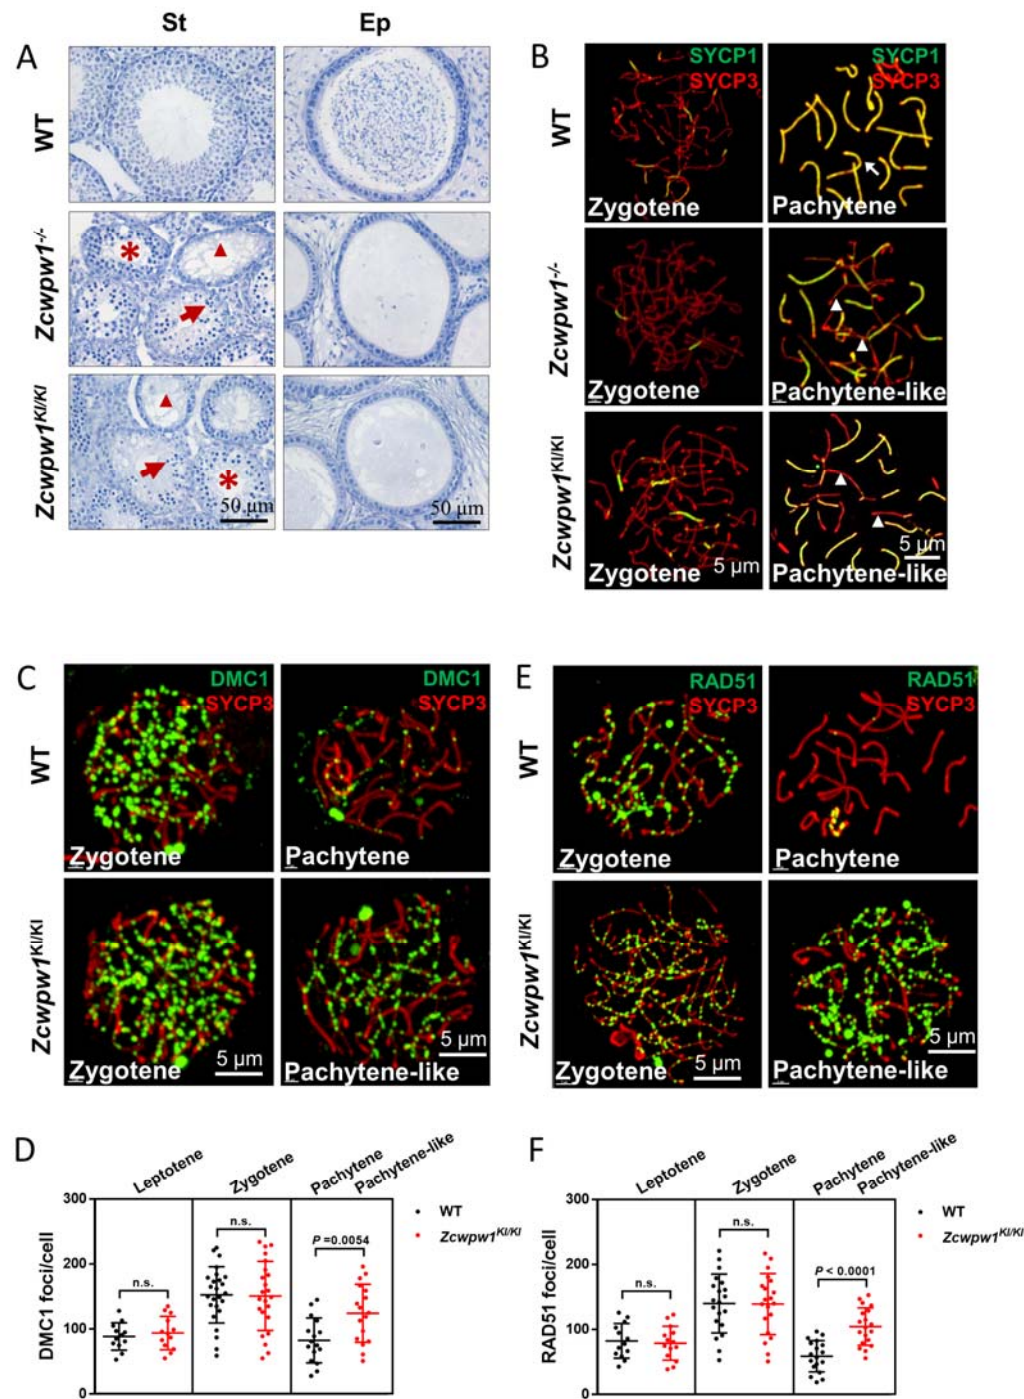 St
Ep
A
WT
Zcwpw1-/-
Zcwpw1KI/KI
50 µm
50 µm
B
WT
SYCP1
SYCP3
Zygotene
SYCP1
SYCP3
Pachytene
Zcwpw1-/-
Zygotene
Pachytene-like
Zcwpw1KI/KI
Zygotene
5 µm
5 µm
Pachytene-like
C
WT
DMC1
SYCP3
Zygotene
DMC1
SYCP3
Pachytene
Zcwpw1KI/KI
Zygotene
5 µm
5 µm
Pachytene-like
E
WT
RAD51
SYCP3
Zygotene
RAD51
SYCP3
Pachytene
Zcwpw1KI/KI
Zygotene
5 µm
5 µm
Pachytene-like
D
Leptotene
Zygotene
Pachytene
Pachytene-like
DMC1 foci/cell
300
200
100
0
n.s.
n.s.
P =0.0054
WT
Zcwpw1KI/KI
F
Leptotene
Zygotene
Pachytene
Pachytene-like
RAD51 foci/cell
300
200
100
0
n.s.
n.s.
P < 0.0001
WT
Zcwpw1KI/KI